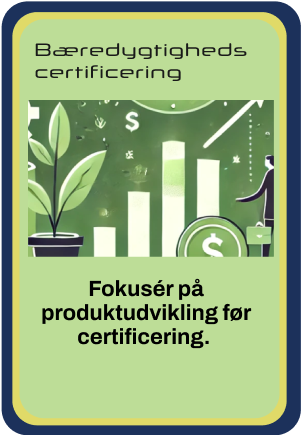 Bæredygtigheds
certificering
$
$
Fokusér på
produktudvikling før
certificering.